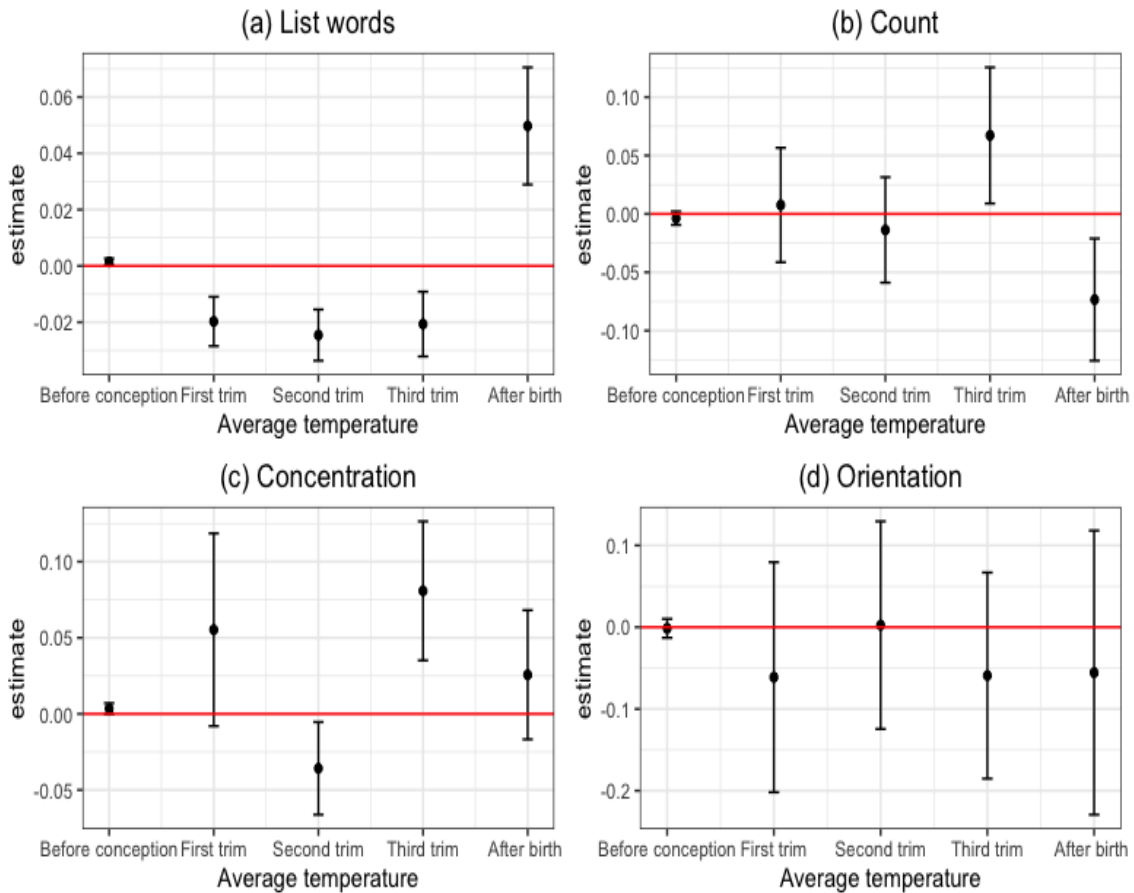 (a) List words
estimate
0.06
0.04
0.02
0.00
-0.02
Before conception First trim Second trim Third trim After birth
Average temperature
(b) Count
estimate
0.10
0.05
0.00
-0.05
-0.10
Before conception First trim Second trim Third trim After birth
Average temperature
(c) Concentration
estimate
0.10
0.05
0.00
-0.05
Before conception First trim Second trim Third trim After birth
Average temperature
(d) Orientation
estimate
0.1
0.0
-0.1
-0.2
Before conception First trim Second trim Third trim After birth
Average temperature